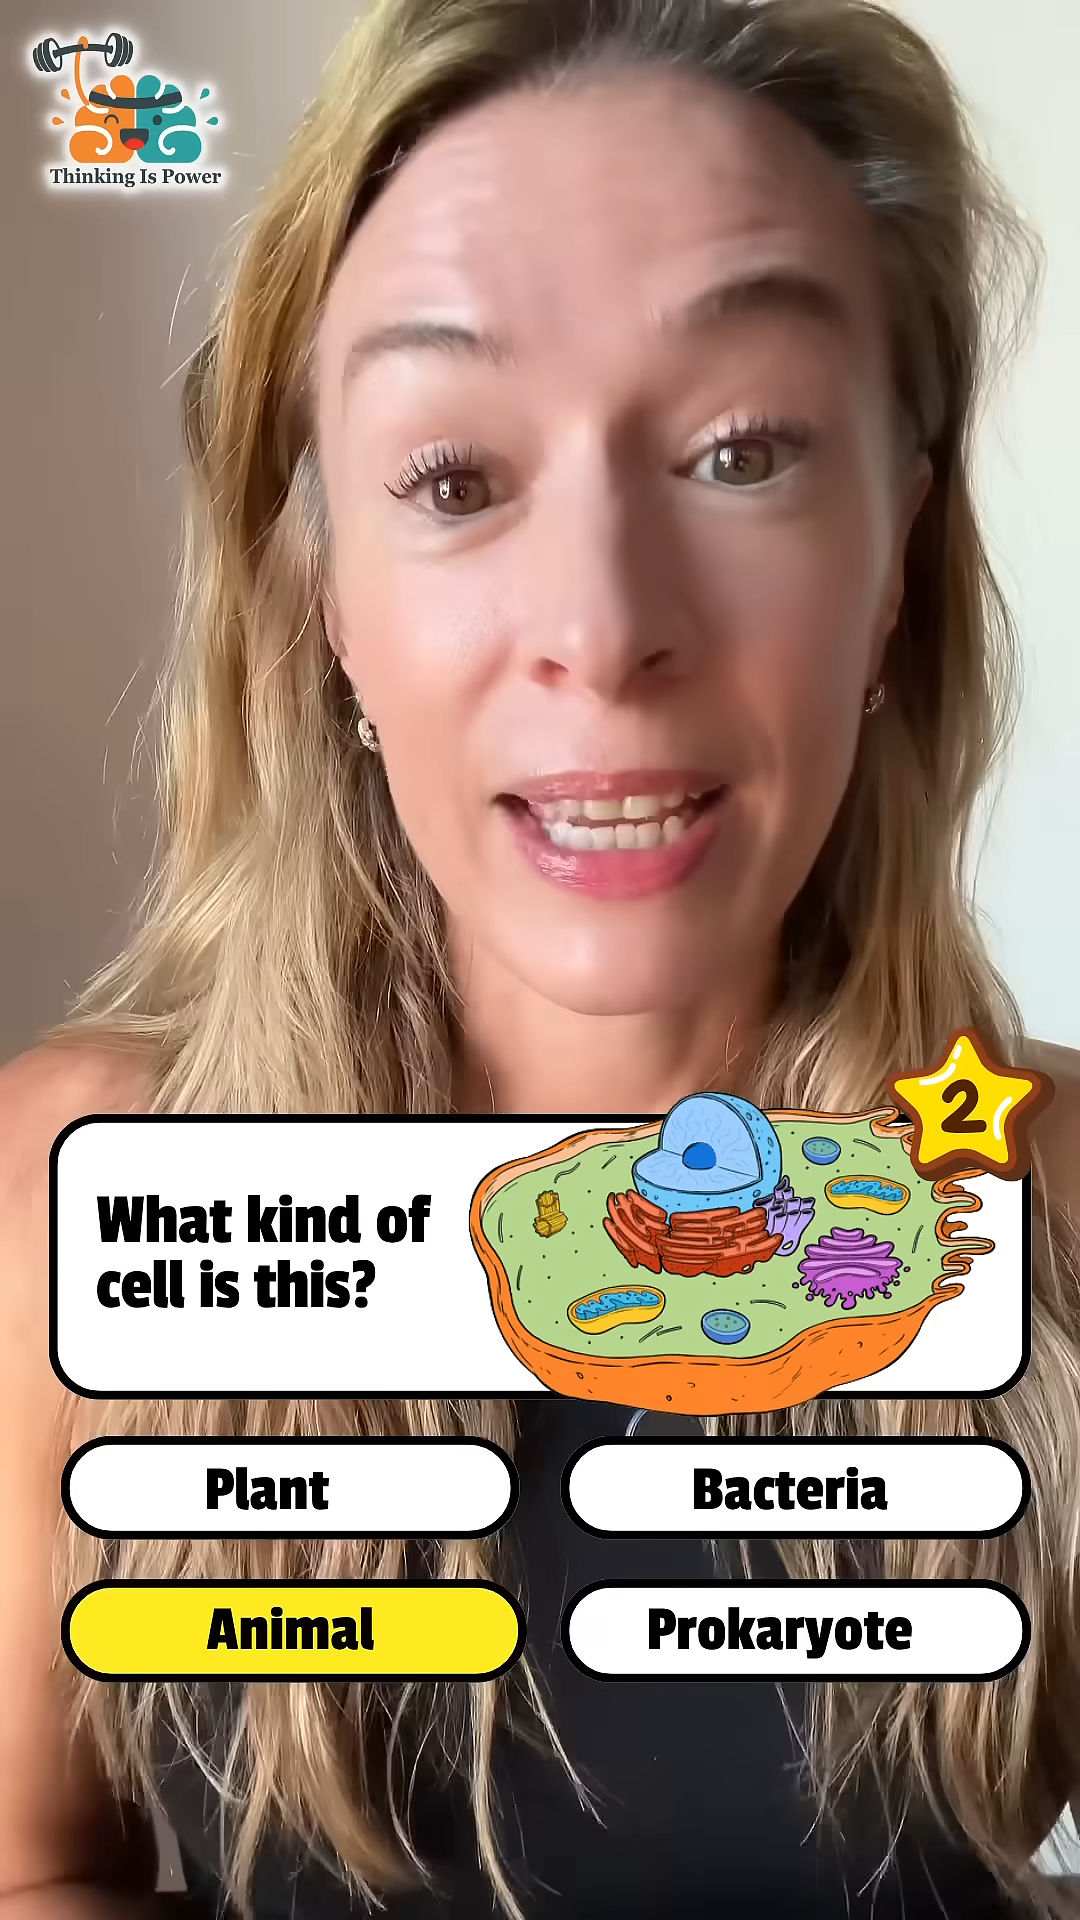 Thinking Is Power
2
What kind of
cell is this?
Plant
Bacteria
Animal
Prokaryote